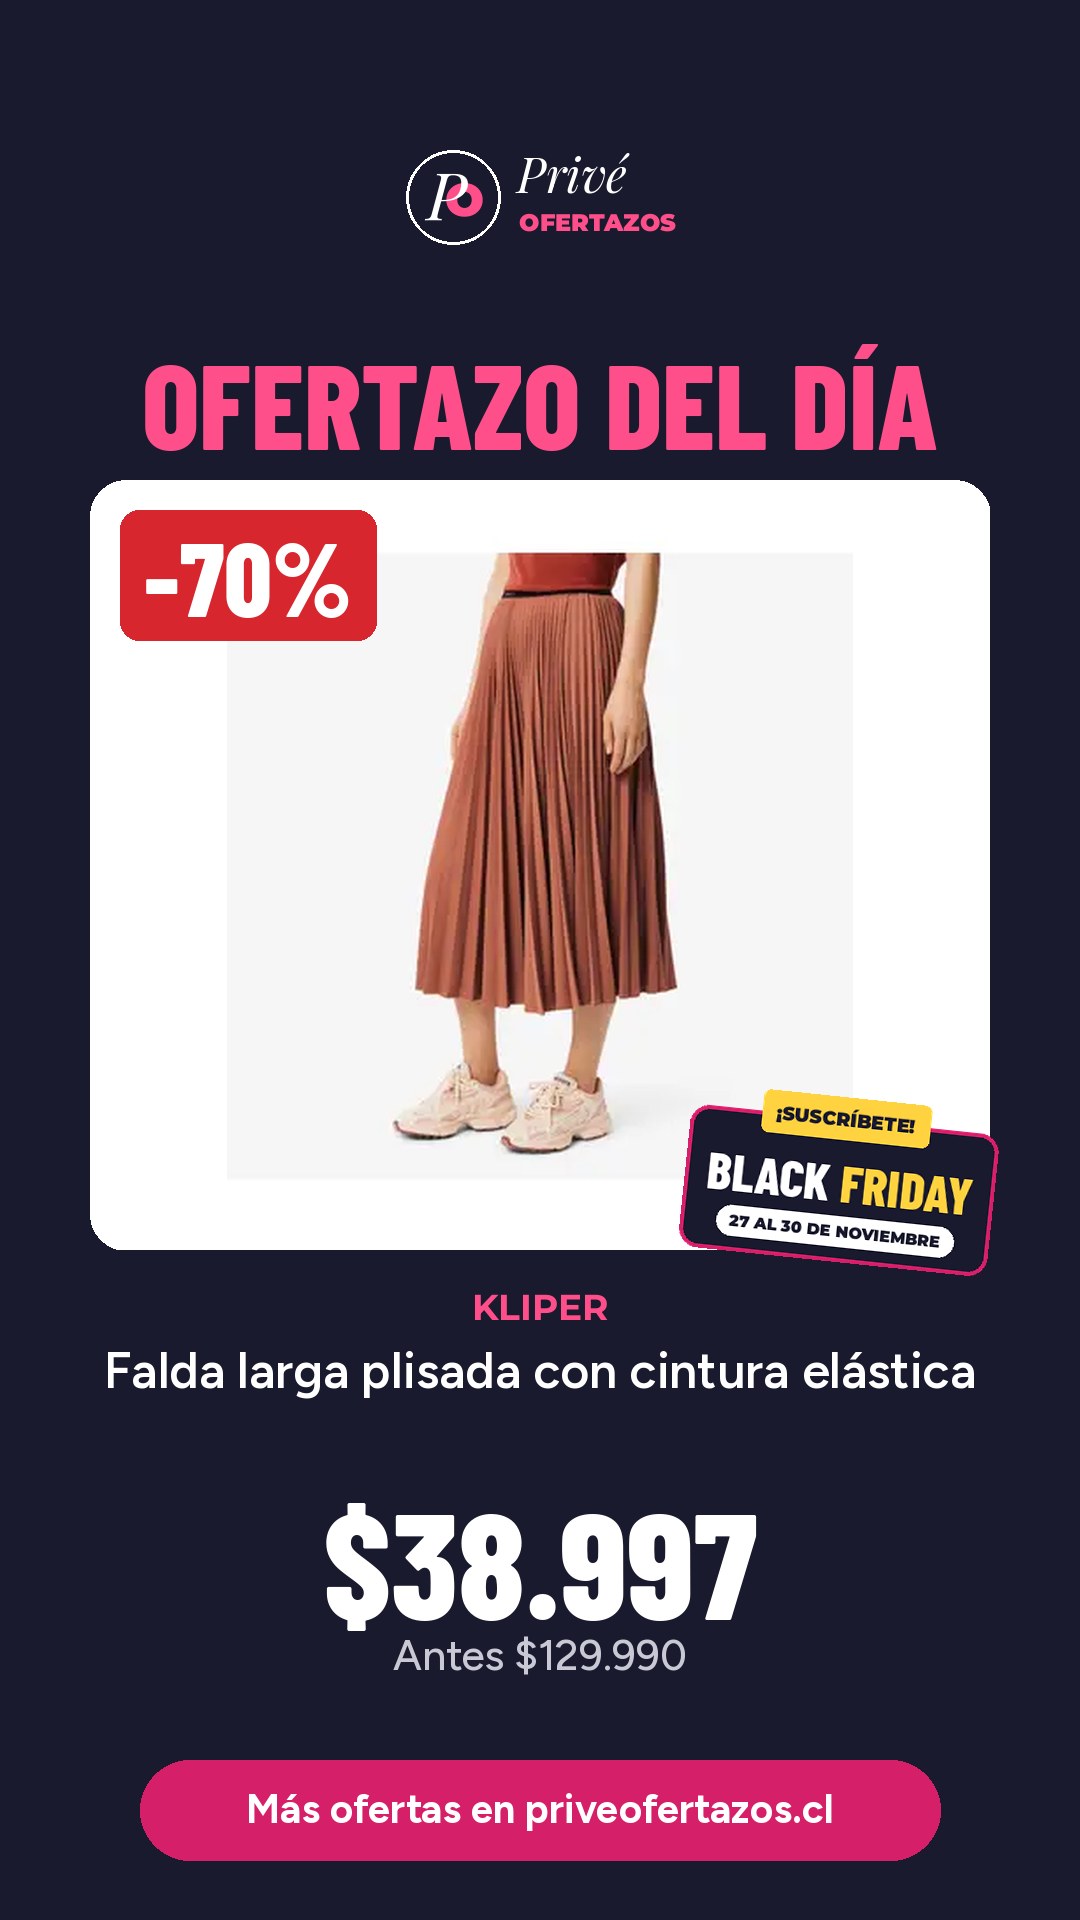 PO
Privé
OFERTAZOS
OFERTAZO DEL DÍA
-70%
¡SUSCRÍBETE!
BLACK FRIDAY
27 AL 30 DE NOVIEMBRE
KLIPER
Falda larga plisada con cintura elástica
$38.997
Antes $129.990
Más ofertas en priveofertazos.cl